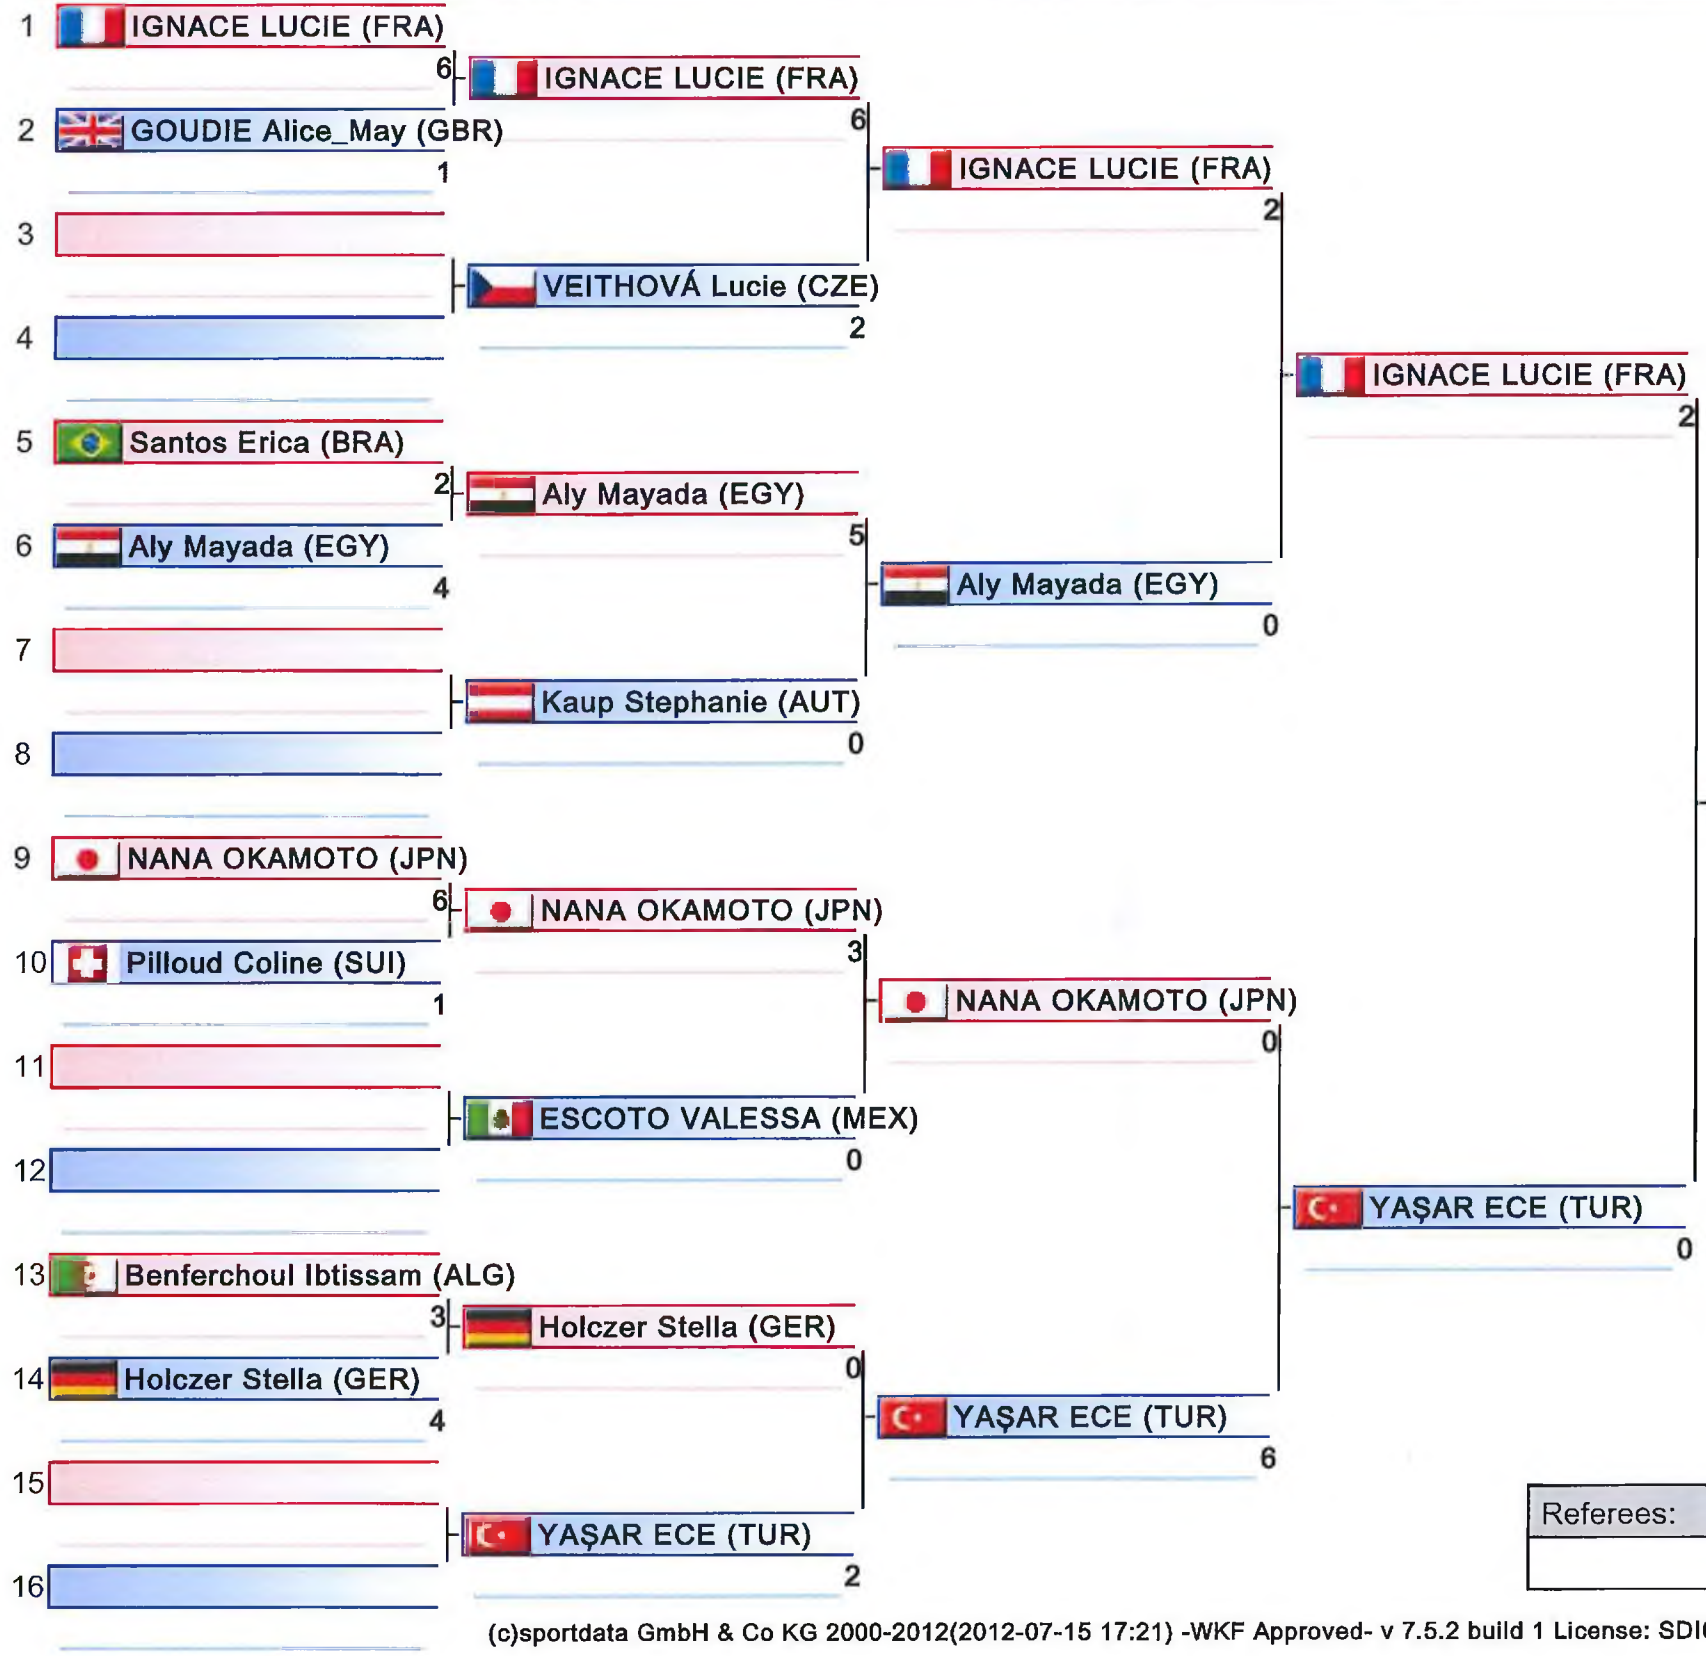 1 IGNACE LUCIE (FRA)
6 IGNACE LUCIE (FRA)
2 GOUDIE Alice_May (GBR) 6
1 IGNACE LUCIE (FRA)
2
3
VEITHOVÁ Lucie (CZE)
4 2
IGNACE LUCIE (FRA)
2
5 Santos Erica (BRA)
2 Aly Mayada (EGY)
6 Aly Mayada (EGY) 5
4 Aly Mayada (EGY)
0
7
Kaup Stephanie (AUT)
8 0
9 NANA OKAMOTO (JPN)
6 NANA OKAMOTO (JPN)
10 Pilloud Coline (SUI) 3
1 NANA OKAMOTO (JPN)
0
11
ESCOTO VALESSA (MEX)
12 0
YAŞAR ECE (TUR)
0
13 Benferchoul Ibtissam (ALG)
3 Holczer Stella (GER)
14 Holczer Stella (GER) 0
4 YAŞAR ECE (TUR)
6
15
Referees:
YAŞAR ECE (TUR)
16 2
(c)sportdata GmbH & Co KG 2000-2012(2012-07-15 17:21) -WKF Approved- v 7.5.2 build 1 License: SDI